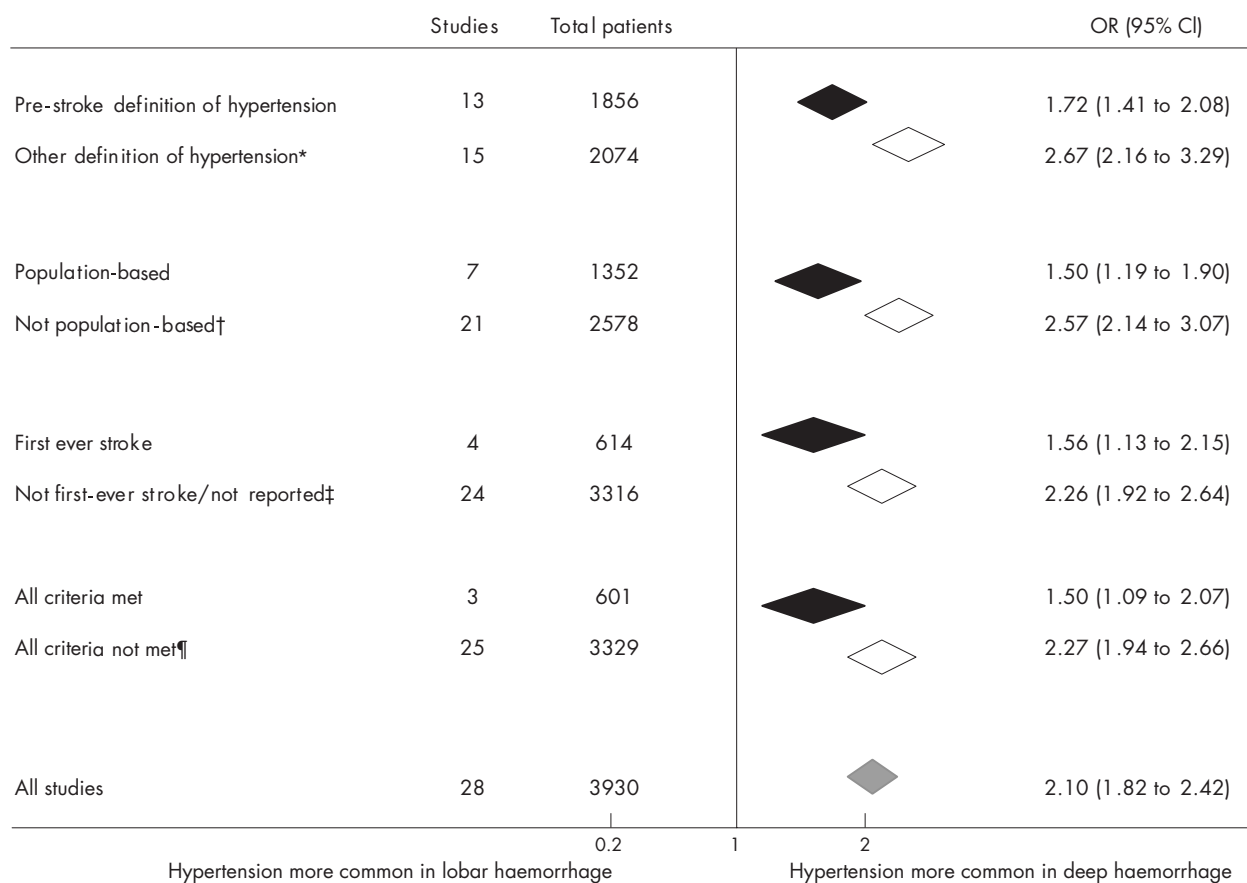 Studies Total patients OR (95% CI)
Pre-stroke definition of hypertension 13 1856 1.72 (1.41 to 2.08)
Other definition of hypertension* 15 2074 2.67 (2.16 to 3.29)
Population-based 7 1352 1.50 (1.19 to 1.90)
Not population-based† 21 2578 2.57 (2.14 to 3.07)
First ever stroke 4 614 1.56 (1.13 to 2.15)
Not first-ever stroke/not reported‡ 24 3316 2.26 (1.92 to 2.64)
All criteria met 3 601 1.50 (1.09 to 2.07)
All criteria not met¶ 25 3329 2.27 (1.94 to 2.66)
All studies 28 3930 2.10 (1.82 to 2.42)
0.2 1 2
Hypertension more common in lobar haemorrhage Hypertension more common in deep haemorrhage